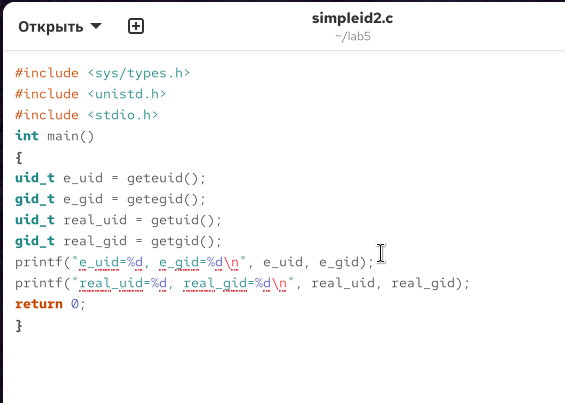 Открыть
simpleid2.c
~/lab5
#include <sys/types.h>
#include <unistd.h>
#include <stdio.h>
int main()
{
uid_t e_uid = geteuid();
gid_t e_gid = getegid();
uid_t real_uid = getuid();
gid_t real_gid = getgid();
printf("e_uid=%d, e_gid=%d\n", e_uid, e_gid);
printf("real_uid=%d, real_gid=%d\n", real_uid, real_gid);
return 0;
}